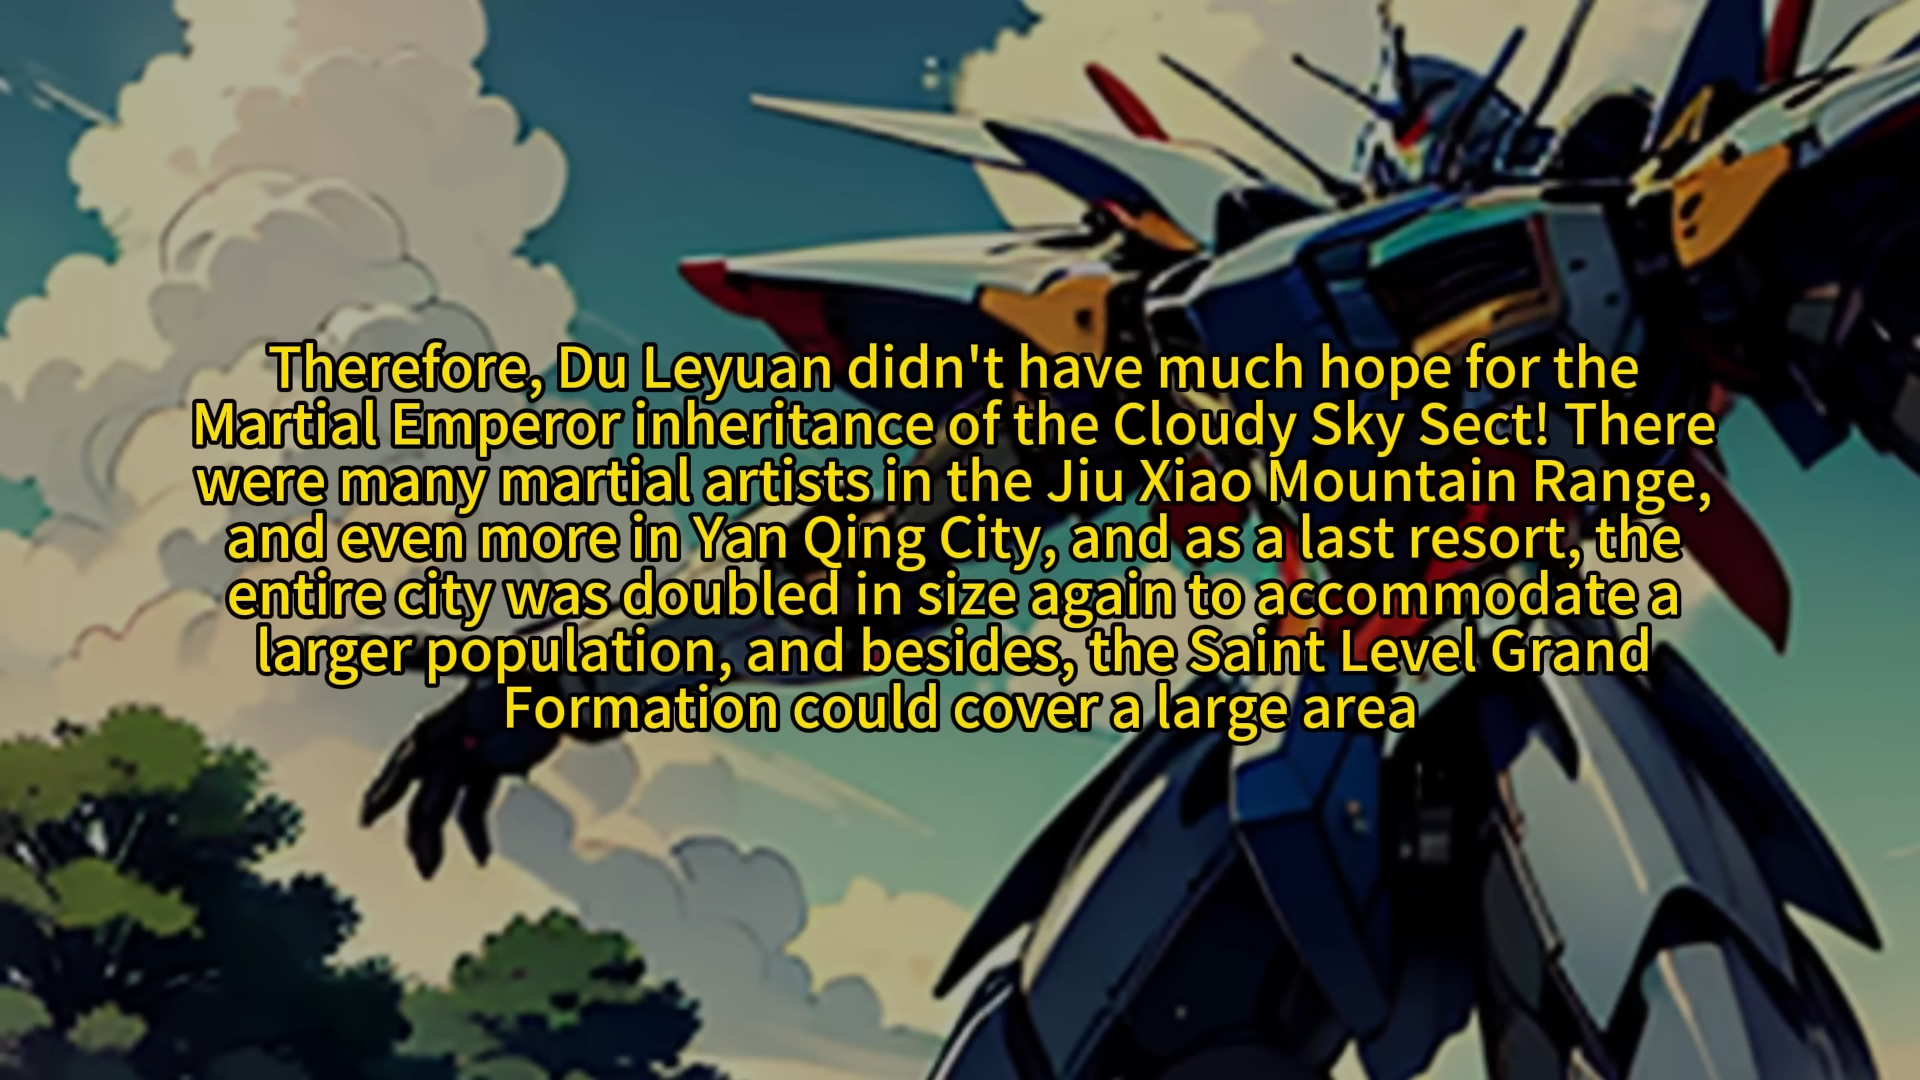 Therefore, Du Leyuan didn't have much hope for the
Martial Emperor inheritance of the Cloudy Sky Sect! There
were many martial artists in the Jiu Xiao Mountain Range,
and even more in Yan Qing City, and as a last resort, the
entire city was doubled in size again to accommodate a
larger population, and besides, the Saint Level Grand
Formation could cover a large area